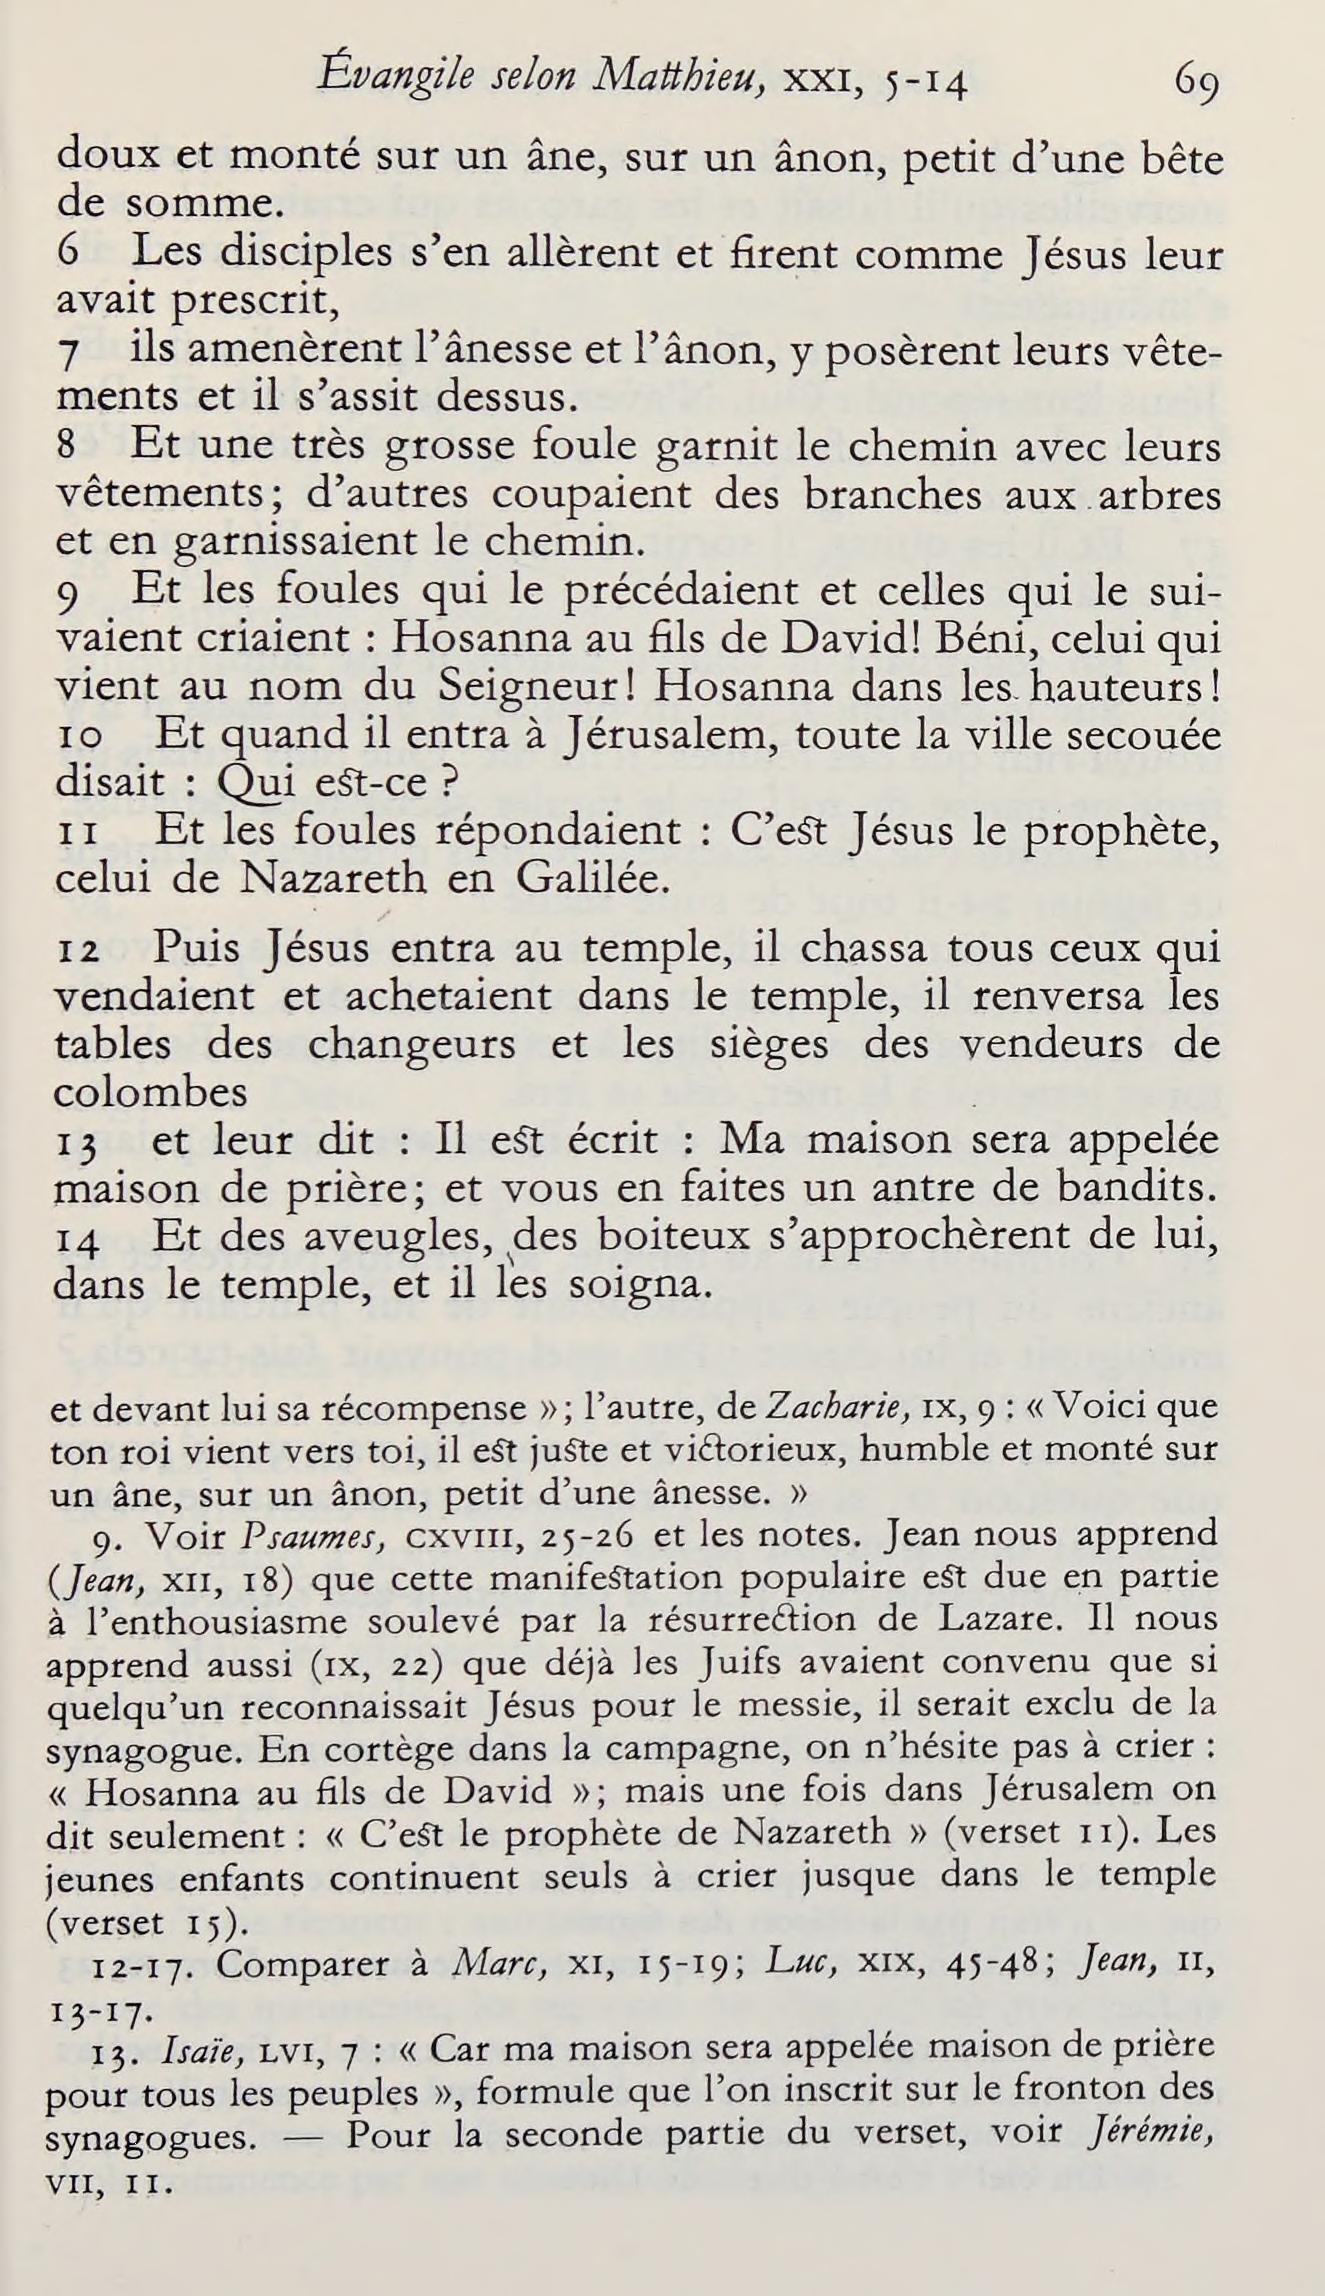 Évangile selon Matthieu, XXI, 5-14 69
doux et monté sur un âne, sur un ânon, petit d'une bête
de somme.
6 Les disciples s'en allèrent et firent comme Jésus leur
avait prescrit,
7 ils amenèrent l'ânesse et l'ânon, y posèrent leurs vête-
ments et il s'assit dessus.
8 Et une très grosse foule garnit le chemin avec leurs
vêtements; d'autres coupaient des branches aux arbres
et en garnissaient le chemin.
9 Et les foules qui le précédaient et celles qui le sui-
vaient criaient : Hosanna au fils de David! Béni, celui qui
vient au nom du Seigneur! Hosanna dans les hauteurs!
10 Et quand il entra à Jérusalem, toute la ville secouée
disait : Qui est-ce ?
11 Et les foules répondaient : C'est Jésus le prophète,
celui de Nazareth en Galilée.
12 Puis Jésus entra au temple, il chassa tous ceux qui
vendaient et achetaient dans le temple, il renversa les
tables des changeurs et les sièges des vendeurs de
colombes
13 et leur dit : Il est écrit : Ma maison sera appelée
maison de prière; et vous en faites un antre de bandits.
14 Et des aveugles, des boiteux s'approchèrent de lui,
dans le temple, et il les soigna.
et devant lui sa récompense »; l'autre, de Zacharie, IX, 9 : « Voici que
ton roi vient vers toi, il est juste et victorieux, humble et monté sur
un âne, sur un ânon, petit d'une ânesse. »
9. Voir Psaumes, CXVIII, 25-26 et les notes. Jean nous apprend
(Jean, XII, 18) que cette manifestation populaire est due en partie
à l'enthousiasme soulevé par la résurrection de Lazare. Il nous
apprend aussi (IX, 22) que déjà les Juifs avaient convenu que si
quelqu'un reconnaissait Jésus pour le messie, il serait exclu de la
synagogue. En cortège dans la campagne, on n'hésite pas à crier :
« Hosanna au fils de David »; mais une fois dans Jérusalem on
dit seulement : « C'est le prophète de Nazareth » (verset 11). Les
jeunes enfants continuent seuls à crier jusque dans le temple
(verset 15).
12-17. Comparer à Marc, XI, 15-19; Luc, XIX, 45-48; Jean, II,
13-17.
13. Isaïe, LVI, 7 : « Car ma maison sera appelée maison de prière
pour tous les peuples », formule que l'on inscrit sur le fronton des
synagogues. — Pour la seconde partie du verset, voir Jérémie,
VII, 11.